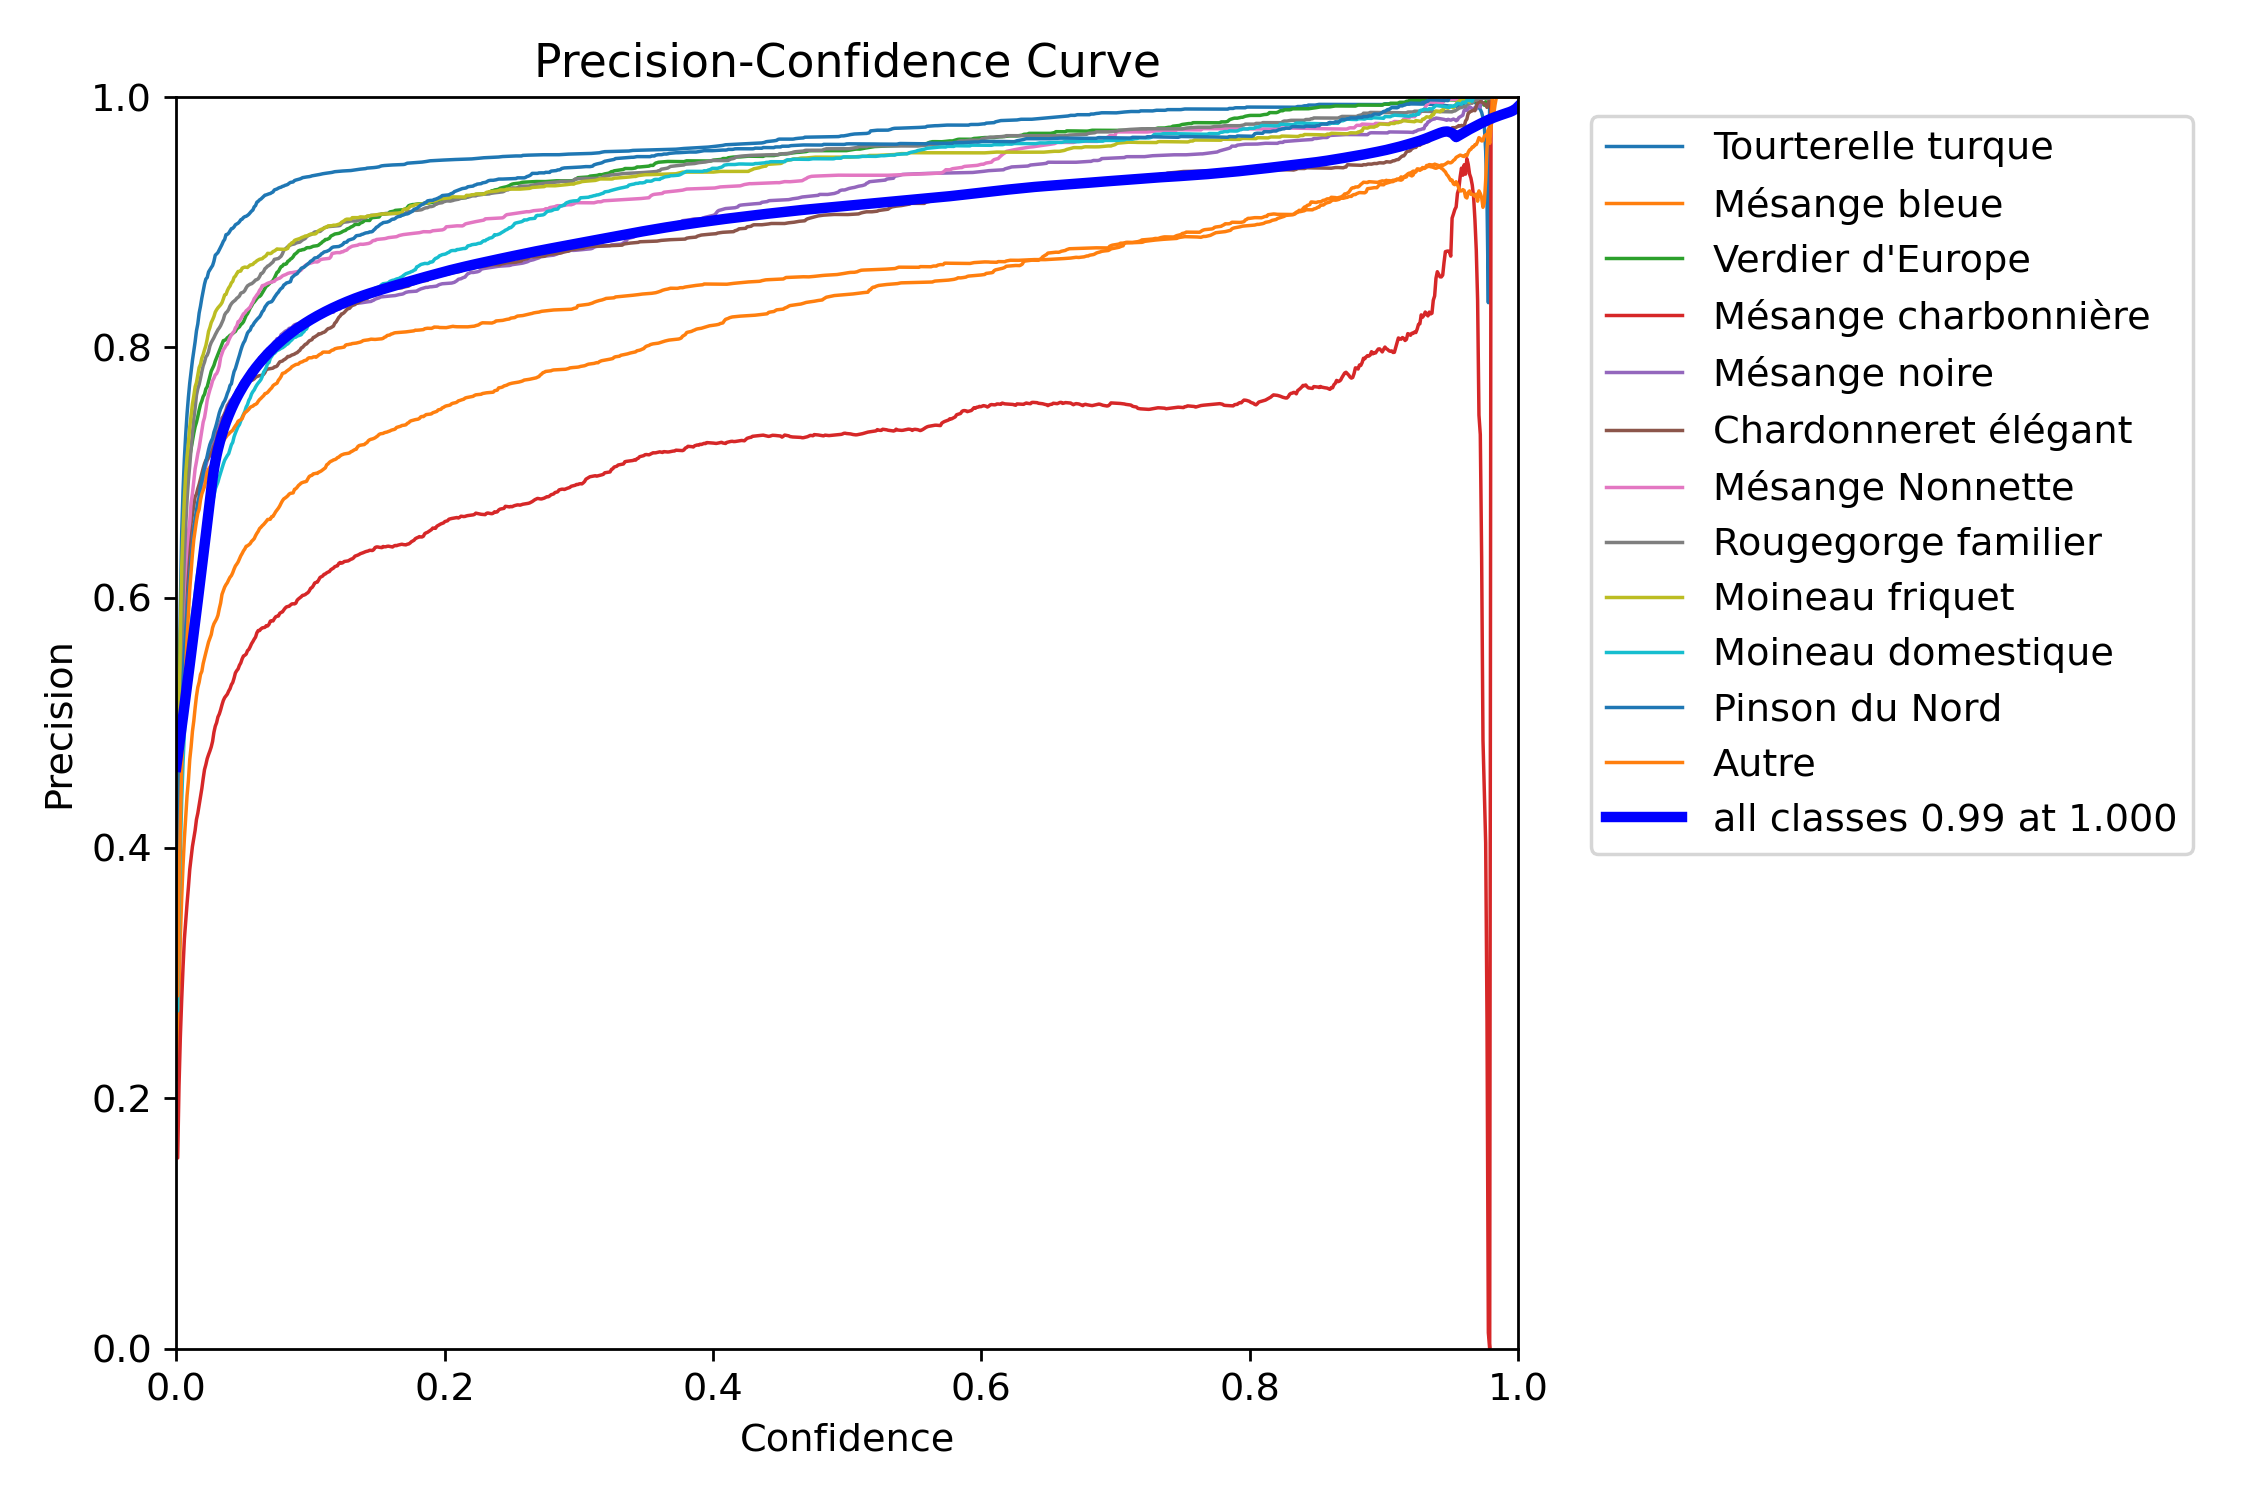 Precision-Confidence Curve
1.0
0.8
0.6
0.4
0.2
0.0
Precision
0.0 0.2 0.4 0.6 0.8 1.0
Confidence
Tourterelle turque
Mésange bleue
Verdier d'Europe
Mésange charbonnière
Mésange noire
Chardonneret élégant
Mésange Nonnette
Rougegorge familier
Moineau friquet
Moineau domestique
Pinson du Nord
Autre
all classes 0.99 at 1.000